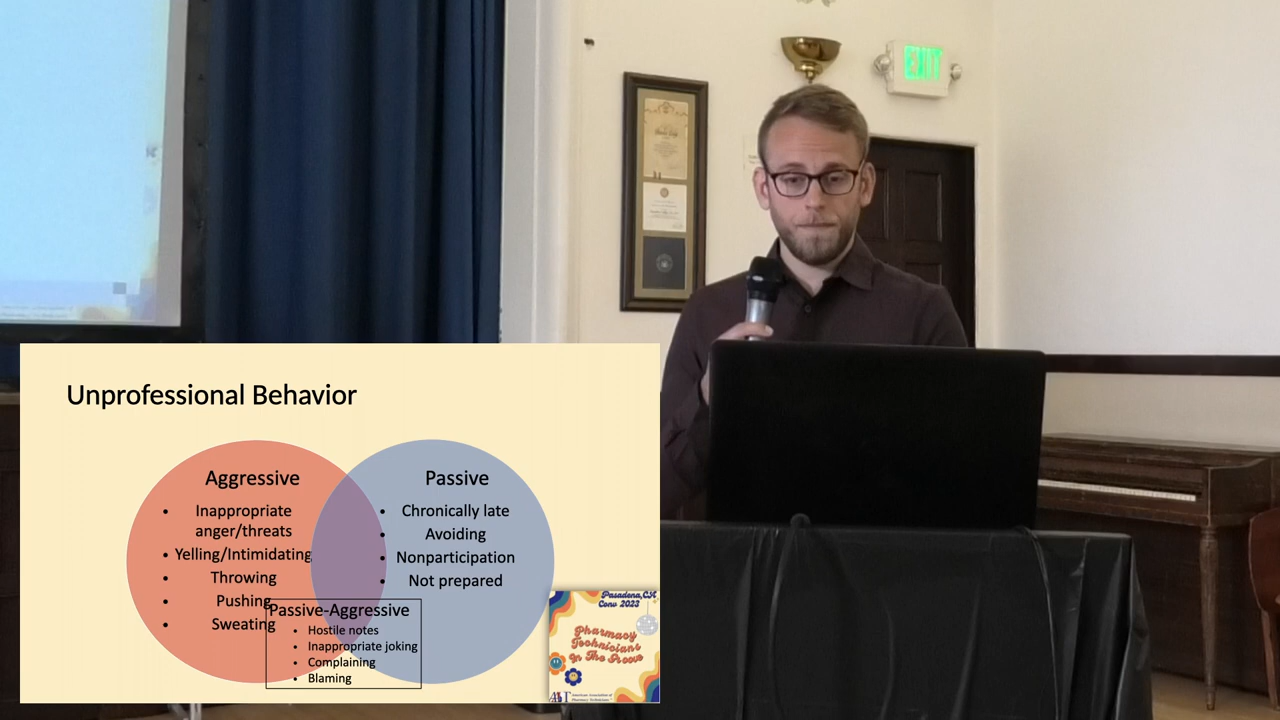 EXIT
Unprofessional Behavior
Aggressive
• Inappropriate
anger/threats
• Yelling/Intimidating
• Throwing
• Pushing
• Sweating
Passive
• Chronically late
• Avoiding
• Nonparticipation
• Not prepared
Passive-Aggressive
• Hostile notes
• Inappropriate joking
• Complaining
• Blaming
Pasadena,CA
Conv 2023
Pharmacy
Technicians
In The Groove
American Association of
Pharmacy Technicians